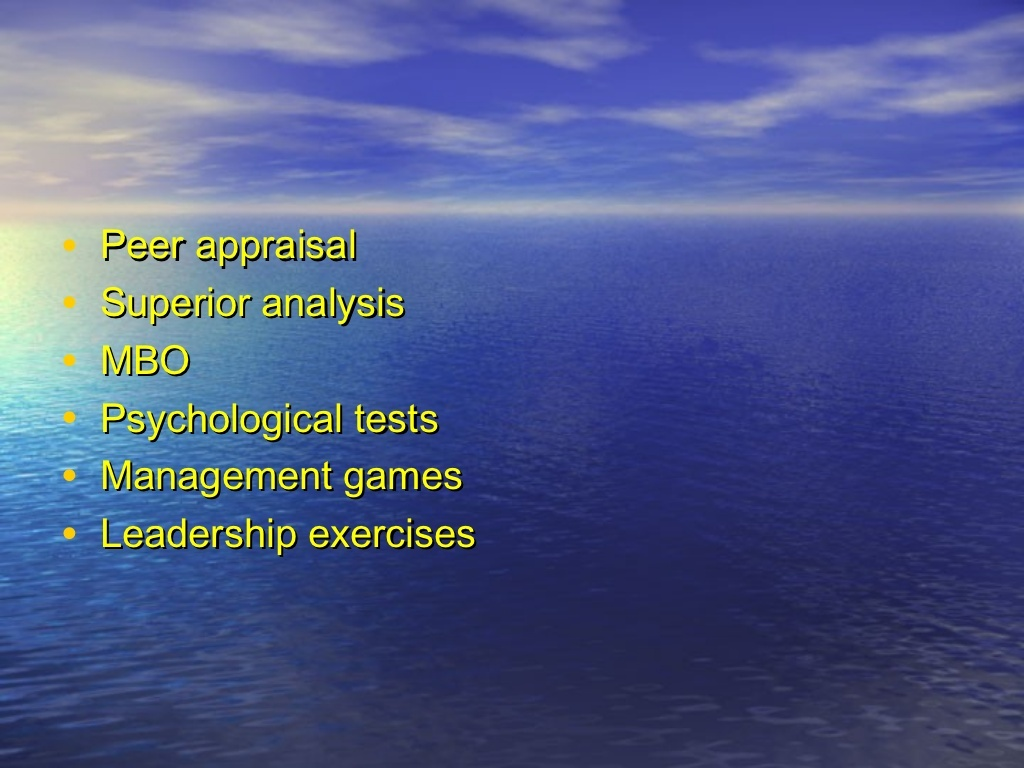 • Peer appraisal
• Superior analysis
• MBO
• Psychological tests
• Management games
• Leadership exercises